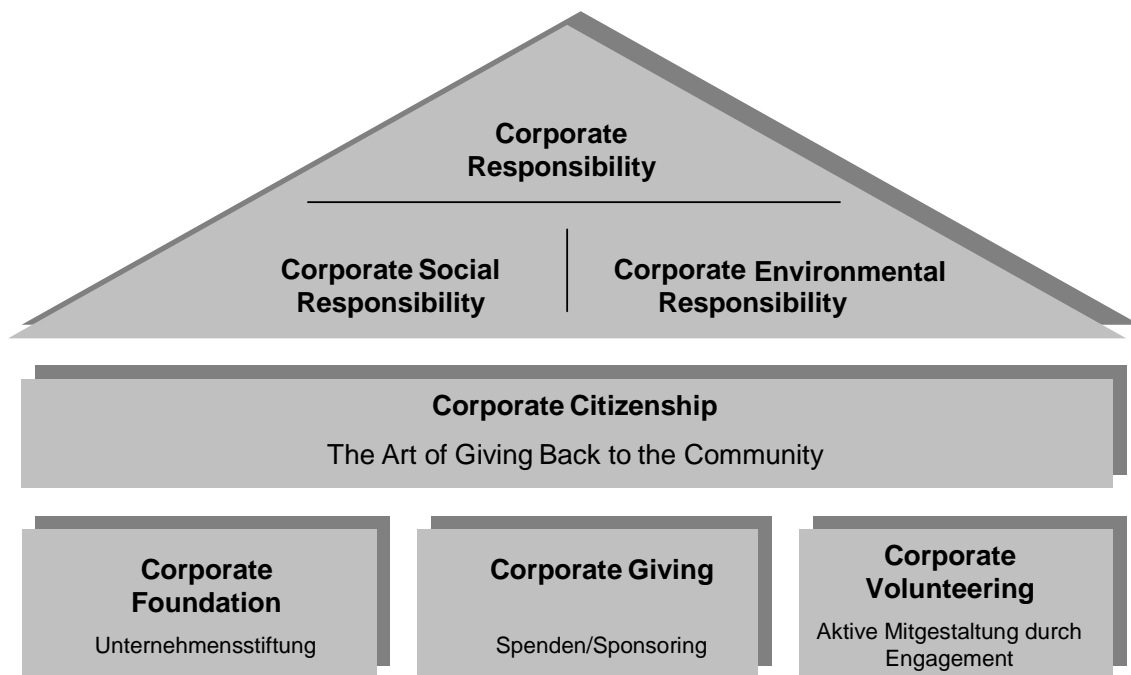 Corporate
Responsibility
Corporate Social
Responsibility
Corporate Environmental
Responsibility
Corporate Citizenship
The Art of Giving Back to the Community
Corporate
Foundation
Unternehmensstiftung
Corporate Giving
Spenden/Sponsoring
Corporate
Volunteering
Aktive Mitgestaltung durch
Engagement